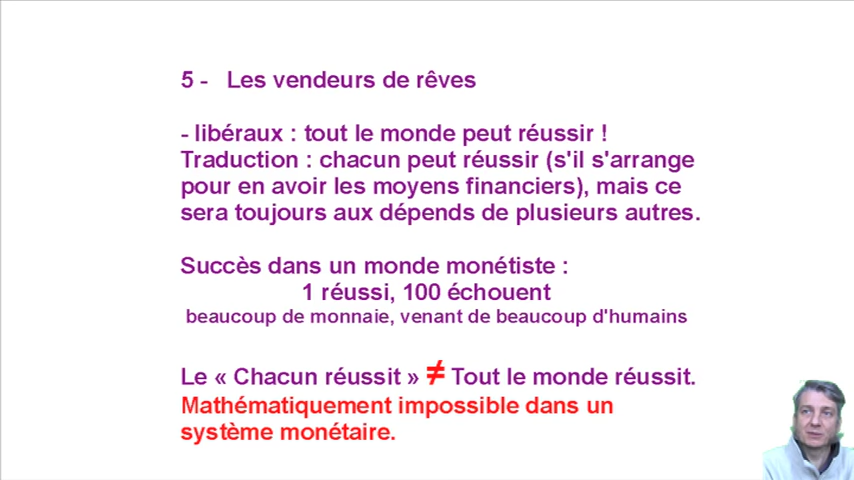 5 - Les vendeurs de rêves
- libéraux : tout le monde peut réussir !
Traduction : chacun peut réussir (s'il s'arrange
pour en avoir les moyens financiers), mais ce
sera toujours aux dépends de plusieurs autres.
Succès dans un monde monétiste :
1 réussi, 100 échouent
beaucoup de monnaie, venant de beaucoup d'humains
Le « Chacun réussit » ≠ Tout le monde réussit.
Mathématiquement impossible dans un
système monétaire.